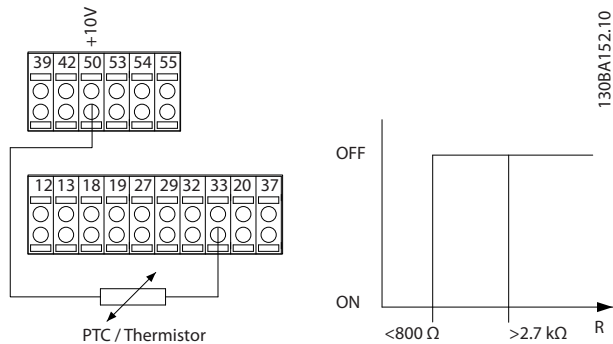 +10V
39 42 50 53 54 55
12 13 18 19 27 29 32 33 20 37
PTC / Thermistor
130BA152.10
OFF
ON
<800 Ω >2.7 kΩ R